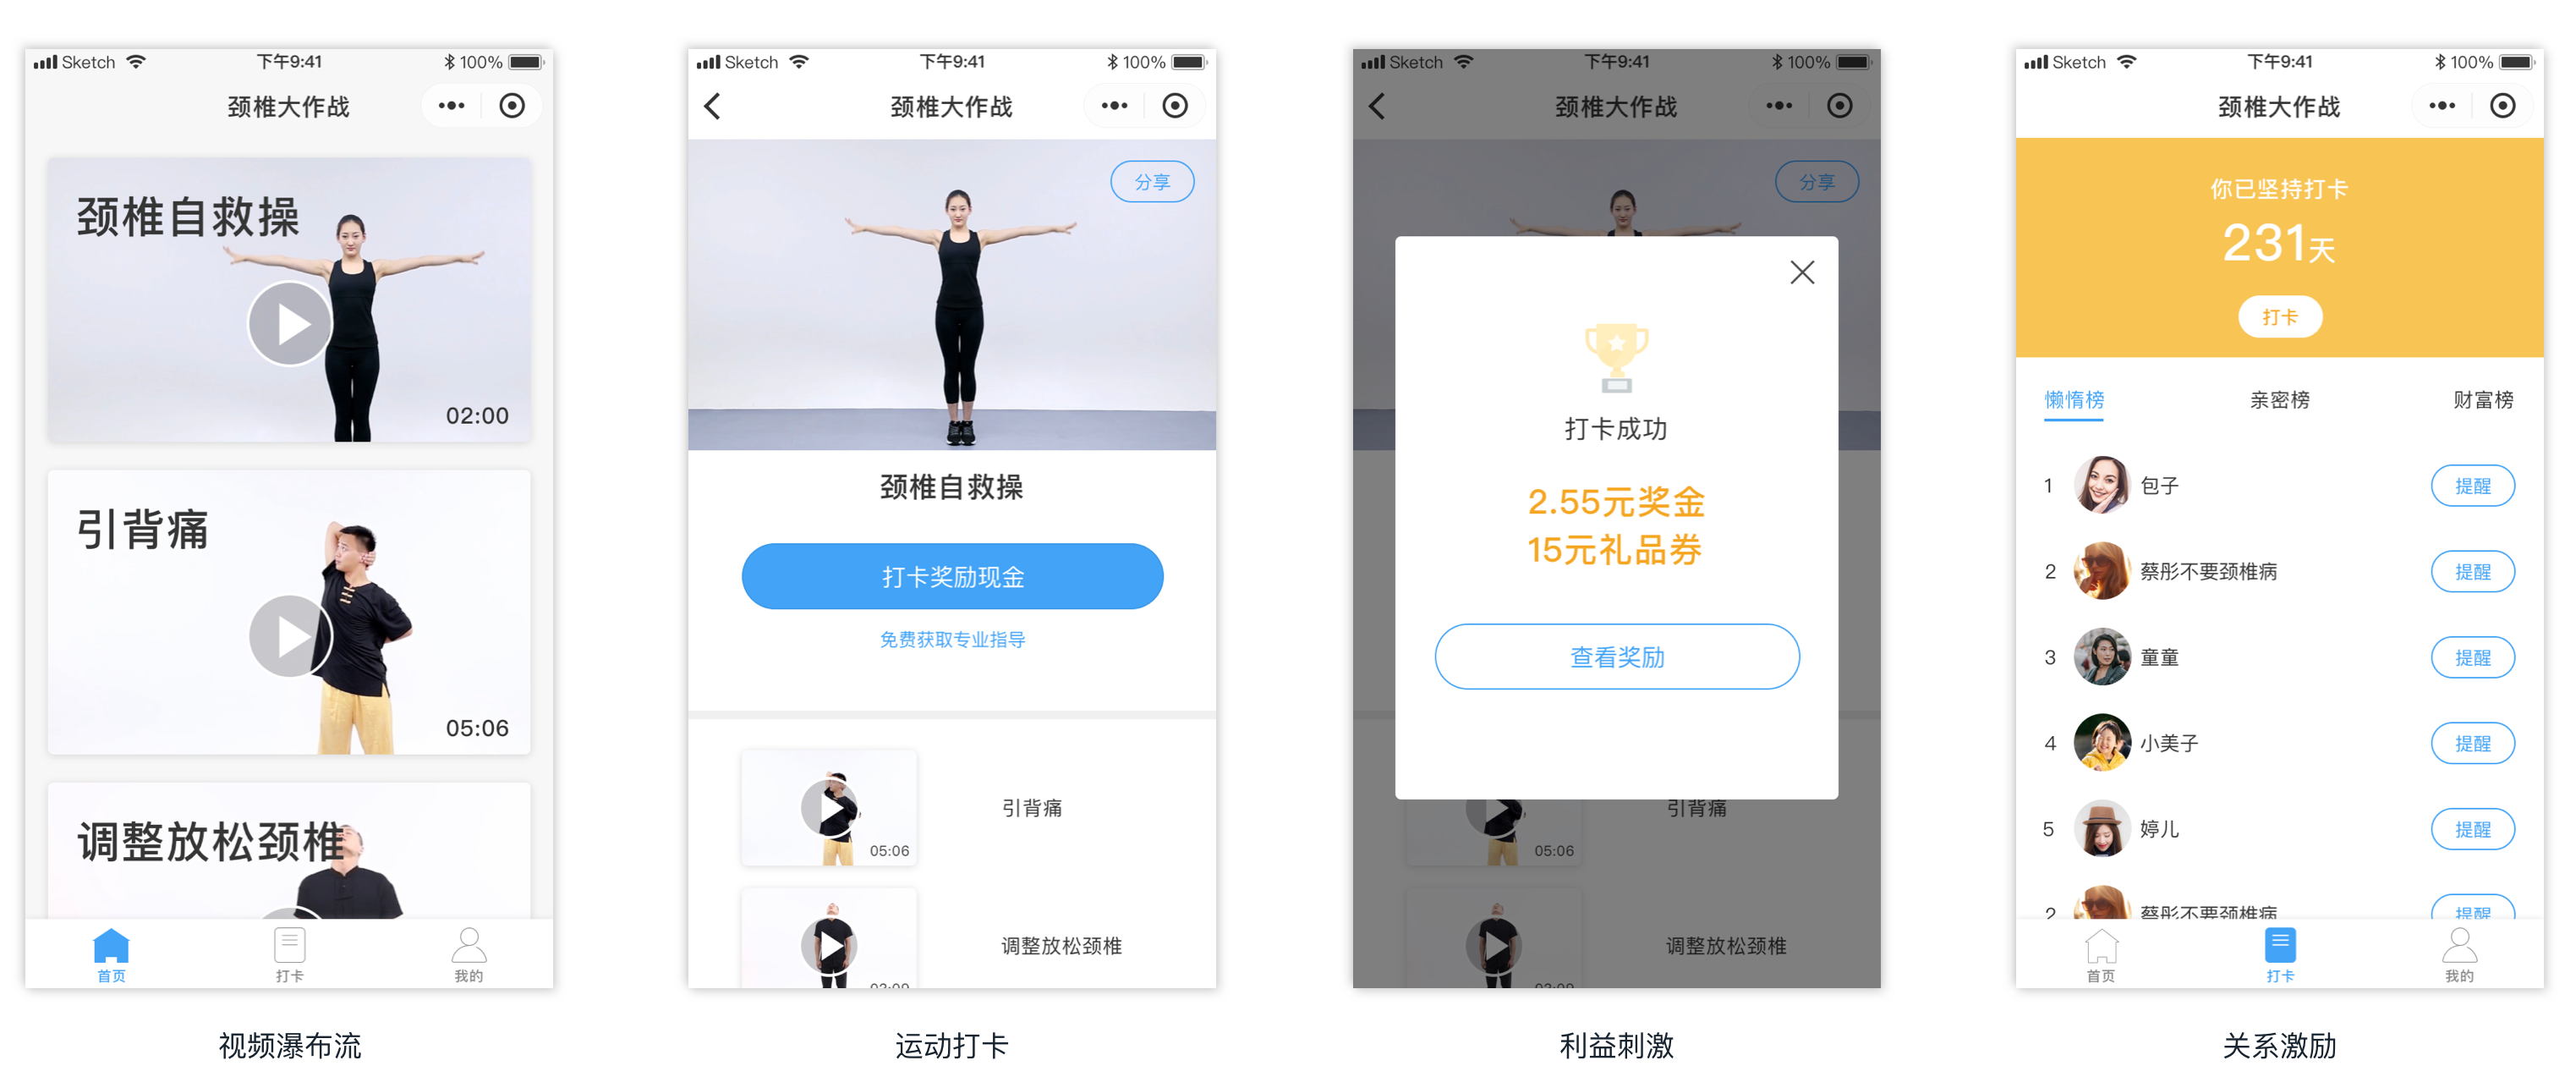 Sketch
下午9:41
100%
颈椎大作战
颈椎自救操
02:00
引背痛
05:06
调整放松颈椎
首页
打卡
我的
视频瀑布流
Sketch
下午9:41
100%
颈椎大作战
分享
颈椎自救操
打卡奖励现金
免费获取专业指导
引背痛
05:06
调整放松颈椎
运动打卡
Sketch
下午9:41
100%
颈椎大作战
分享
打卡成功
2.55元奖金
15元礼品券
查看奖励
引背痛
05:06
调整放松颈椎
利益刺激
Sketch
下午9:41
100%
颈椎大作战
你已坚持打卡
231天
打卡
懒惰榜 亲密榜 财富榜
1 包子 提醒
2 蔡彤不要颈椎病 提醒
3 童童 提醒
4 小美子 提醒
5 婷儿 提醒
2 蔡彤不要颈椎病 提醒
首页
打卡
我的
关系激励